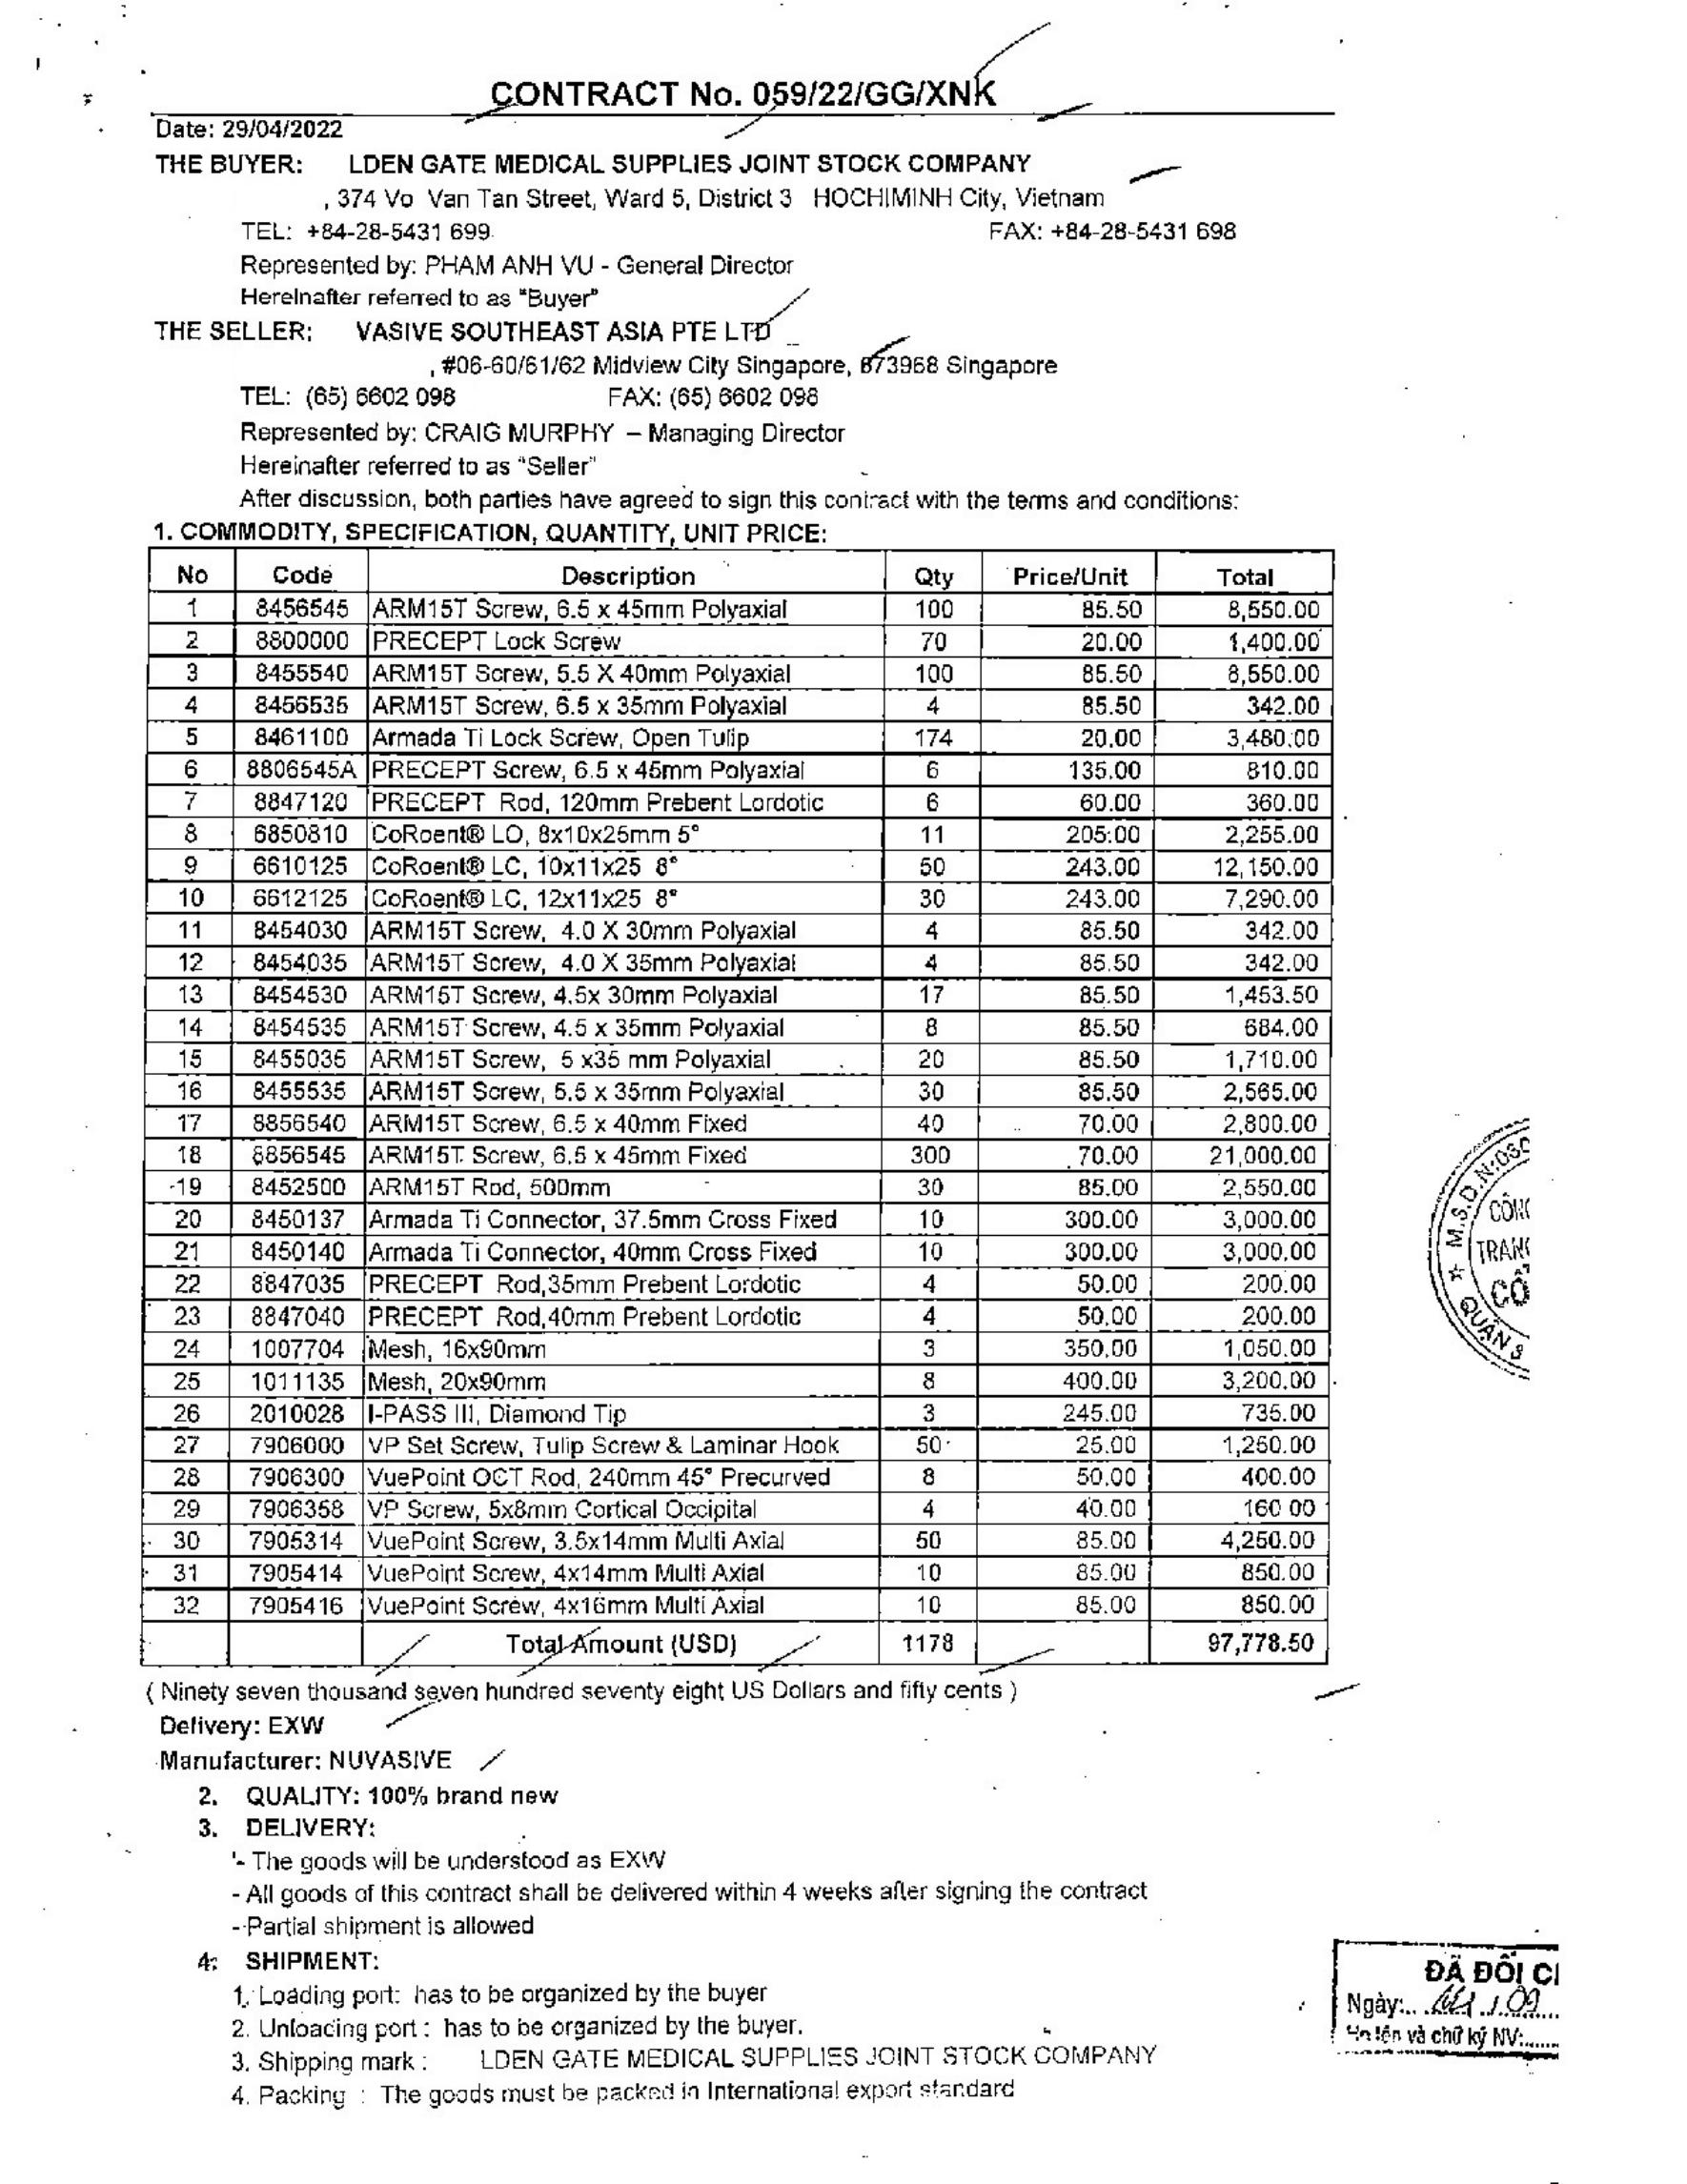 CONTRACT No. 059/22/GG/XNK
Date: 29/04/2022
THE BUYER: LDEN GATE MEDICAL SUPPLIES JOINT STOCK COMPANY
, 374 Vo Van Tan Street, Ward 5, District 3 HOCHIMINH City, Vietnam
TEL: +84-28-5431 699 FAX: +84-28-5431 698
Represented by: PHAM ANH VU - General Director
Hereinafter referred to as "Buyer"
THE SELLER: VASIVE SOUTHEAST ASIA PTE LTD
, #06-60/61/62 Midview City Singapore, 573968 Singapore
TEL: (65) 6602 098 FAX: (65) 6602 098
Represented by: CRAIG MURPHY – Managing Director
Hereinafter referred to as "Seller"
After discussion, both parties have agreed to sign this contract with the terms and conditions:
1. COMMODITY, SPECIFICATION, QUANTITY, UNIT PRICE:
No Code Description Qty Price/Unit Total
1 8456545 ARM15T Screw, 6.5 x 45mm Polyaxial 100 85.50 8,550.00
2 8800000 PRECEPT Lock Screw 70 20.00 1,400.00
3 8455540 ARM15T Screw, 5.5 X 40mm Polyaxial 100 85.50 8,550.00
4 8456535 ARM15T Screw, 6.5 x 35mm Polyaxial 4 85.50 342.00
5 8461100 Armada Ti Lock Screw, Open Tulip 174 20.00 3,480.00
6 8806545A PRECEPT Screw, 6.5 x 45mm Polyaxial 6 135.00 810.00
7 8847120 PRECEPT Rod, 120mm Prebent Lordotic 6 60.00 360.00
8 6850810 CoRoent® LO, 8x10x25mm 5° 11 205.00 2,255.00
9 6610125 CoRoent® LC, 10x11x25 8° 50 243.00 12,150.00
10 6612125 CoRoent® LC, 12x11x25 8° 30 243.00 7,290.00
11 8454030 ARM15T Screw, 4.0 X 30mm Polyaxial 4 85.50 342.00
12 8454035 ARM15T Screw, 4.0 X 35mm Polyaxial 4 85.50 342.00
13 8454530 ARM15T Screw, 4.5x 30mm Polyaxial 17 85.50 1,453.50
14 8454535 ARM15T Screw, 4.5 x 35mm Polyaxial 8 85.50 684.00
15 8455035 ARM15T Screw, 5 x35 mm Polyaxial 20 85.50 1,710.00
16 8455535 ARM15T Screw, 5.5 x 35mm Polyaxial 30 85.50 2,565.00
17 8856540 ARM15T Screw, 6.5 x 40mm Fixed 40 70.00 2,800.00
18 8856545 ARM15T Screw, 6.5 x 45mm Fixed 300 70.00 21,000.00
19 8452500 ARM15T Rod, 500mm 30 85.00 2,550.00
20 8450137 Armada Ti Connector, 37.5mm Cross Fixed 10 300.00 3,000.00
21 8450140 Armada Ti Connector, 40mm Cross Fixed 10 300.00 3,000.00
22 8847035 PRECEPT Rod,35mm Prebent Lordotic 4 50.00 200.00
23 8847040 PRECEPT Rod,40mm Prebent Lordotic 4 50.00 200.00
24 1007704 Mesh, 16x90mm 3 350.00 1,050.00
25 1011135 Mesh, 20x90mm 8 400.00 3,200.00
26 2010028 I-PASS III, Diamond Tip 3 245.00 735.00
27 7906000 VP Set Screw, Tulip Screw & Laminar Hook 50 25.00 1,250.00
28 7906300 VuePoint OCT Rod, 240mm 45° Precurved 8 50.00 400.00
29 7906358 VP Screw, 5x8mm Cortical Occipital 4 40.00 160.00
30 7905314 VuePoint Screw, 3.5x14mm Multi Axial 50 85.00 4,250.00
31 7905414 VuePoint Screw, 4x14mm Multi Axial 10 85.00 850.00
32 7905416 VuePoint Screw, 4x16mm Multi Axial 10 85.00 850.00
Total Amount (USD) 1178 97,778.50
( Ninety seven thousand seven hundred seventy eight US Dollars and fifty cents )
Delivery: EXW
Manufacturer: NUVASIVE
2. QUALITY: 100% brand new
3. DELIVERY:
'- The goods will be understood as EXW
- All goods of this contract shall be delivered within 4 weeks after signing the contract
- Partial shipment is allowed
4: SHIPMENT:
1. Loading port: has to be organized by the buyer
2. Unloading port : has to be organized by the buyer.
3. Shipping mark : LDEN GATE MEDICAL SUPPLIES JOINT STOCK COMPANY
4. Packing : The goods must be packed in International export standard
M.S.D.N:030
CÔNG
TRANG
CỔ
QUẬN 3
ĐÃ ĐỐI CH
Ngày:
Họ tên và chữ ký NV: